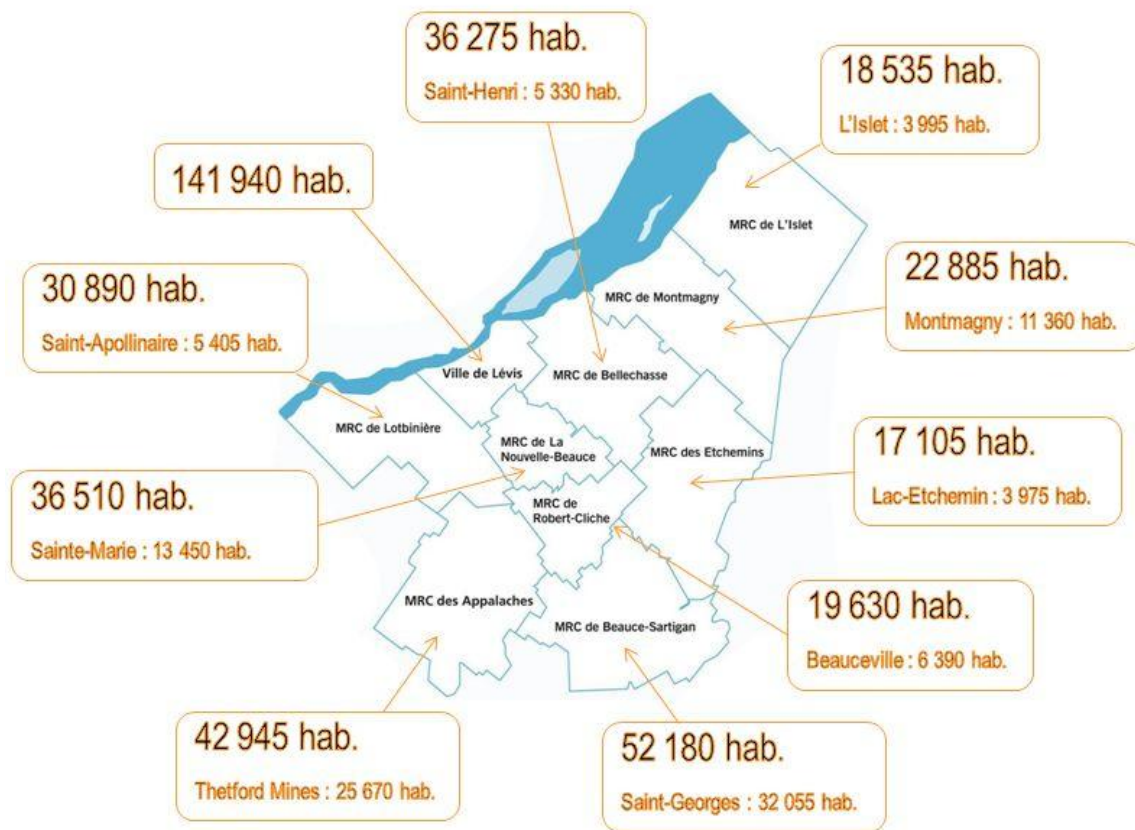 36 275 hab.
Saint-Henri : 5 330 hab.
18 535 hab.
L'Islet : 3 995 hab.
141 940 hab.
MRC de L'Islet
30 890 hab.
Saint-Apollinaire : 5 405 hab.
22 885 hab.
Montmagny : 11 360 hab.
MRC de Montmagny
Ville de Lévis
MRC de Bellechasse
MRC de Lotbinière
MRC de La
Nouvelle-Beauce
MRC des Etchemins
17 105 hab.
Lac-Etchemin : 3 975 hab.
36 510 hab.
Sainte-Marie : 13 450 hab.
MRC de
Robert-Cliche
MRC des Appalaches
MRC de Beauce-Sartigan
19 630 hab.
Beauceville : 6 390 hab.
42 945 hab.
Thetford Mines : 25 670 hab.
52 180 hab.
Saint-Georges : 32 055 hab.